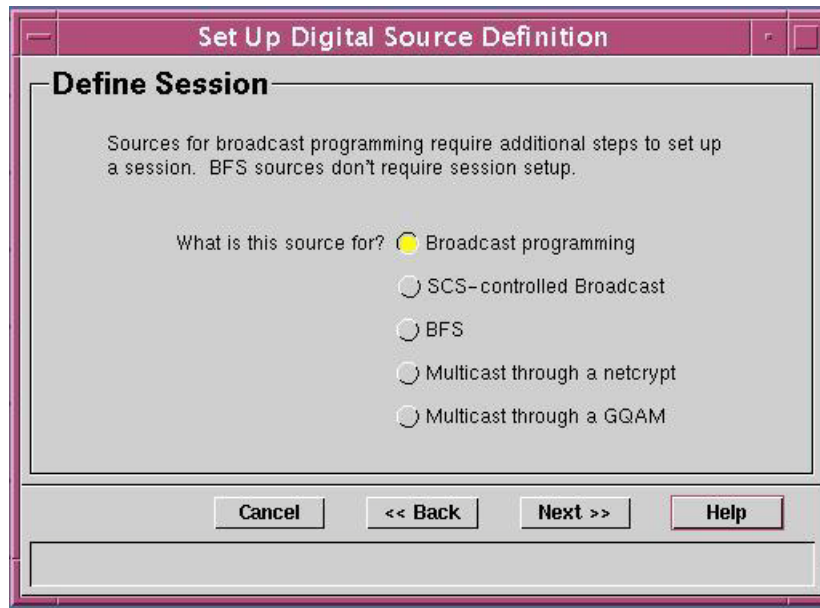 Set Up Digital Source Definition
Define Session
Sources for broadcast programming require additional steps to set up
a session. BFS sources don't require session setup.
What is this source for? Broadcast programming
SCS-controlled Broadcast
BFS
Multicast through a netcrypt
Multicast through a GQAM
Cancel << Back Next >> Help